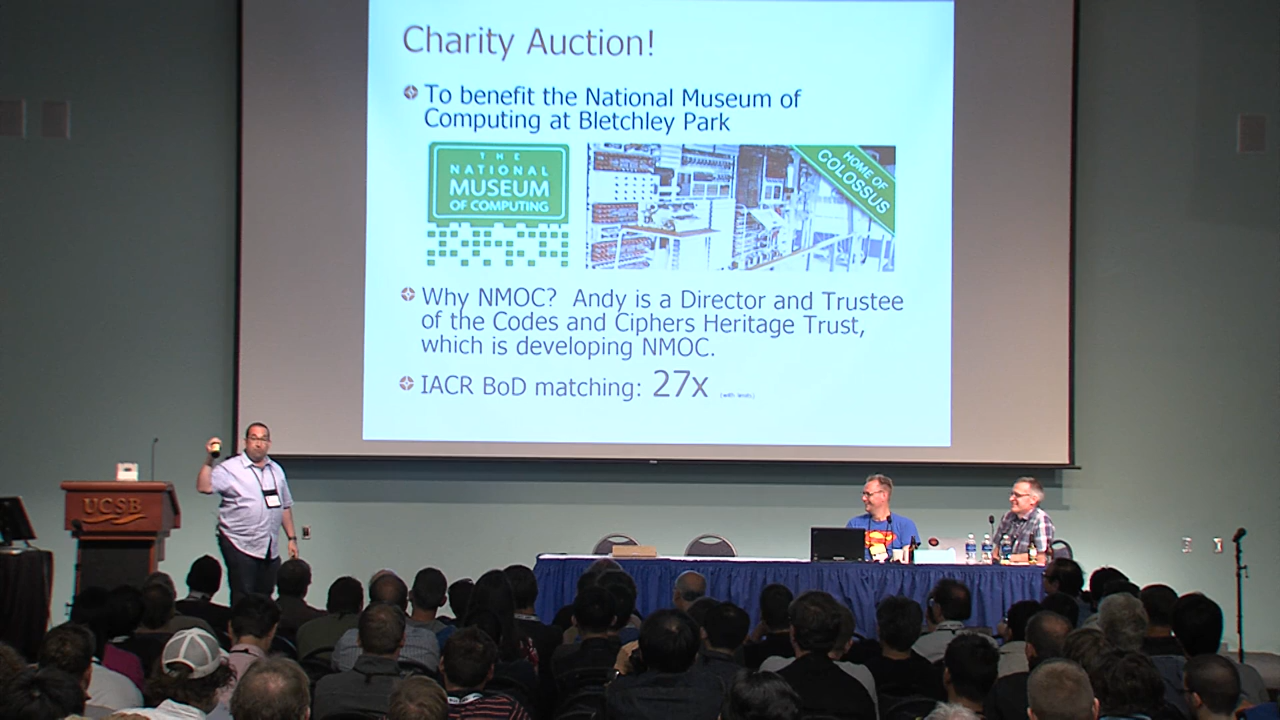 Charity Auction!
To benefit the National Museum of
Computing at Bletchley Park
THE
NATIONAL
MUSEUM
OF COMPUTING
HOME OF
COLOSSUS
Why NMOC? Andy is a Director and Trustee
of the Codes and Ciphers Heritage Trust,
which is developing NMOC.
IACR BoD matching: 27x
UCSB